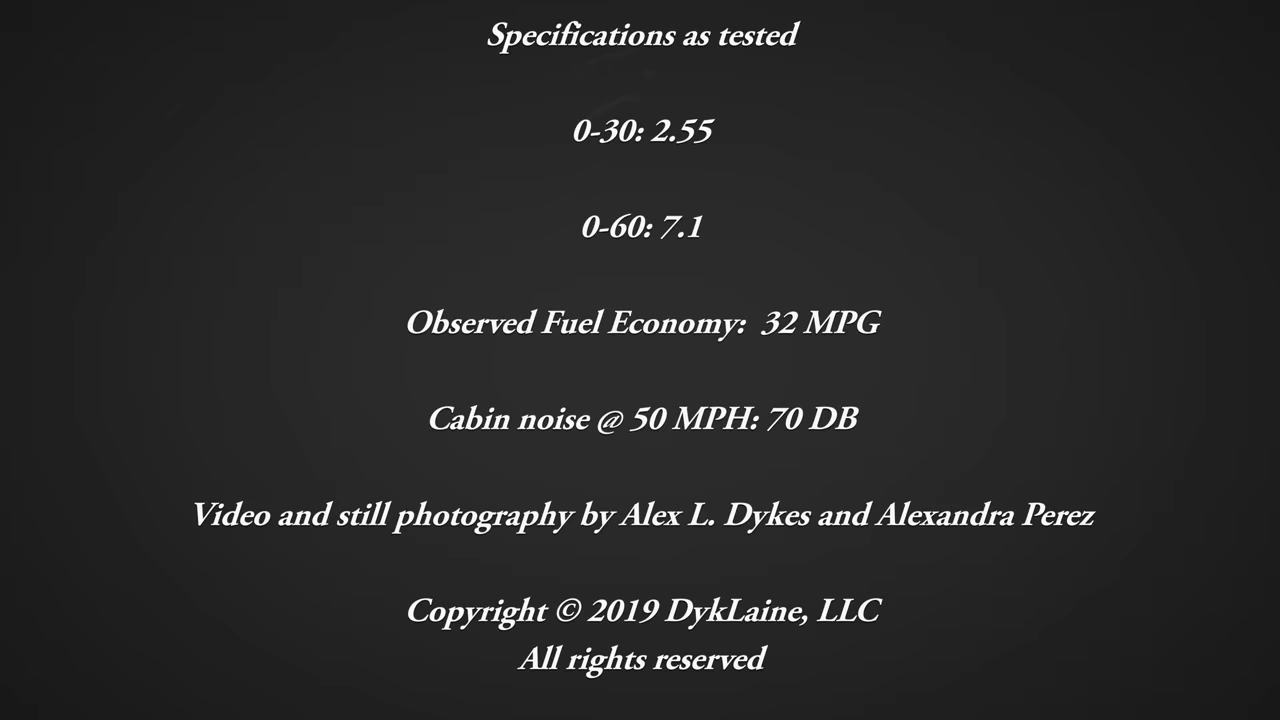 Specifications as tested
0-30: 2.55
0-60: 7.1
Observed Fuel Economy:  32 MPG
Cabin noise @ 50 MPH: 70 DB
Video and still photography by Alex L. Dykes and Alexandra Perez
Copyright © 2019 DykLaine, LLC
All rights reserved